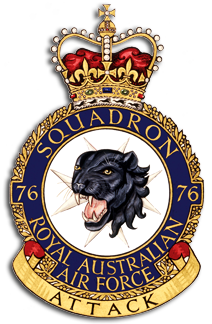 SQUADRON
76 76
ROYAL AUSTRALIAN
AIR FORCE
ATTACK